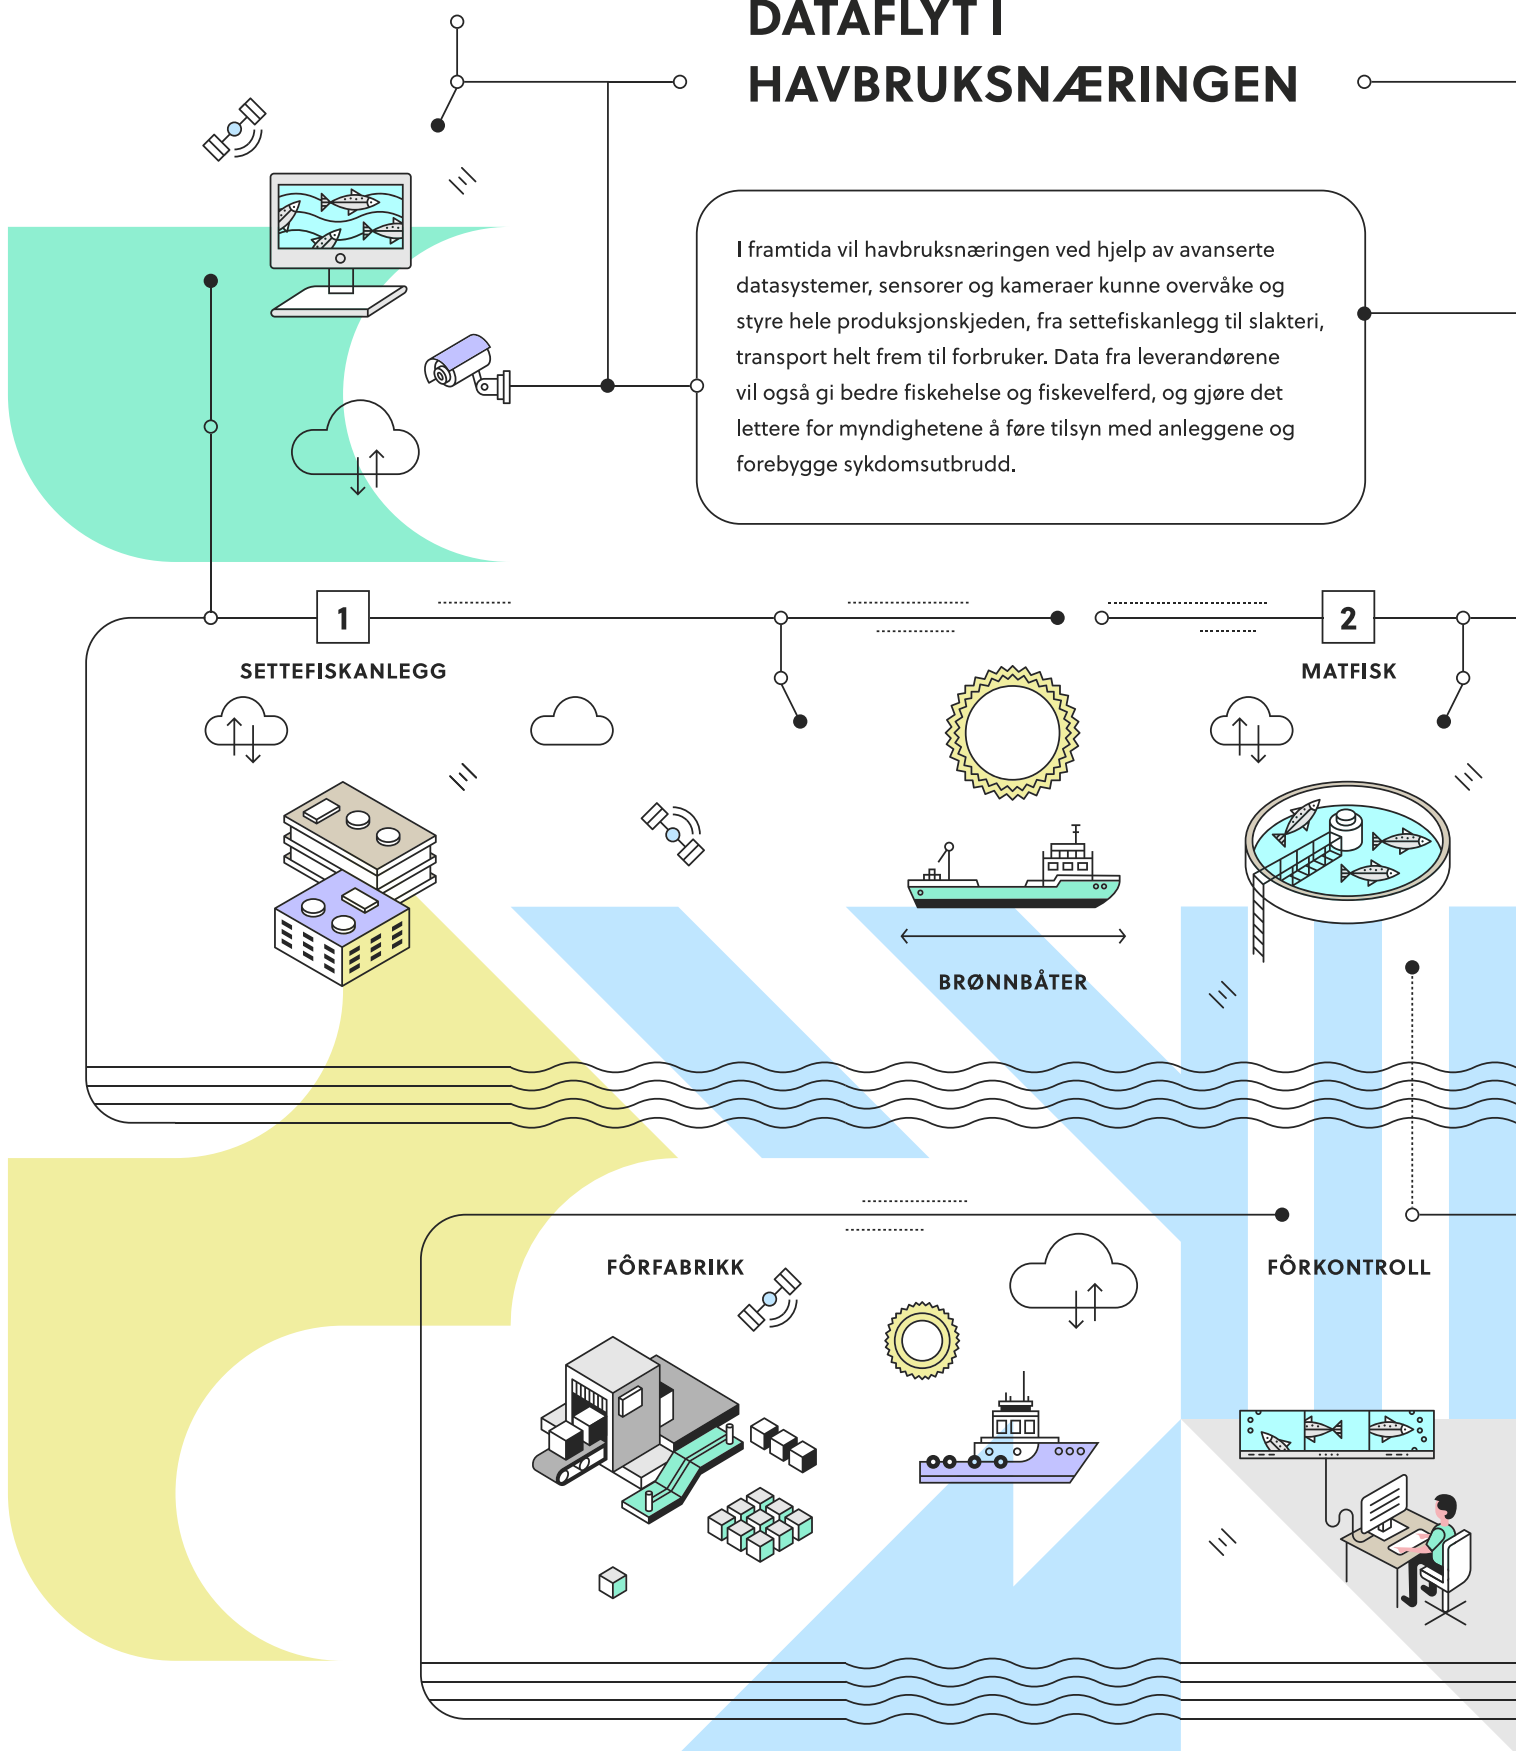 DATAFLYT I
HAVBRUKSNÆRINGEN
I framtida vil havbruksnæringen ved hjelp av avanserte
datasystemer, sensorer og kameraer kunne overvåke og
styre hele produksjonskjeden, fra settefiskanlegg til slakteri,
transport helt frem til forbruker. Data fra leverandørene
vil også gi bedre fiskehelse og fiskevelferd, og gjøre det
lettere for myndighetene å føre tilsyn med anleggene og
forebygge sykdomsutbrudd.
1
SETTEFISKANLEGG
2
MATFISK
BRØNNBÅTER
FÔRFABRIKK
FÔRKONTROLL